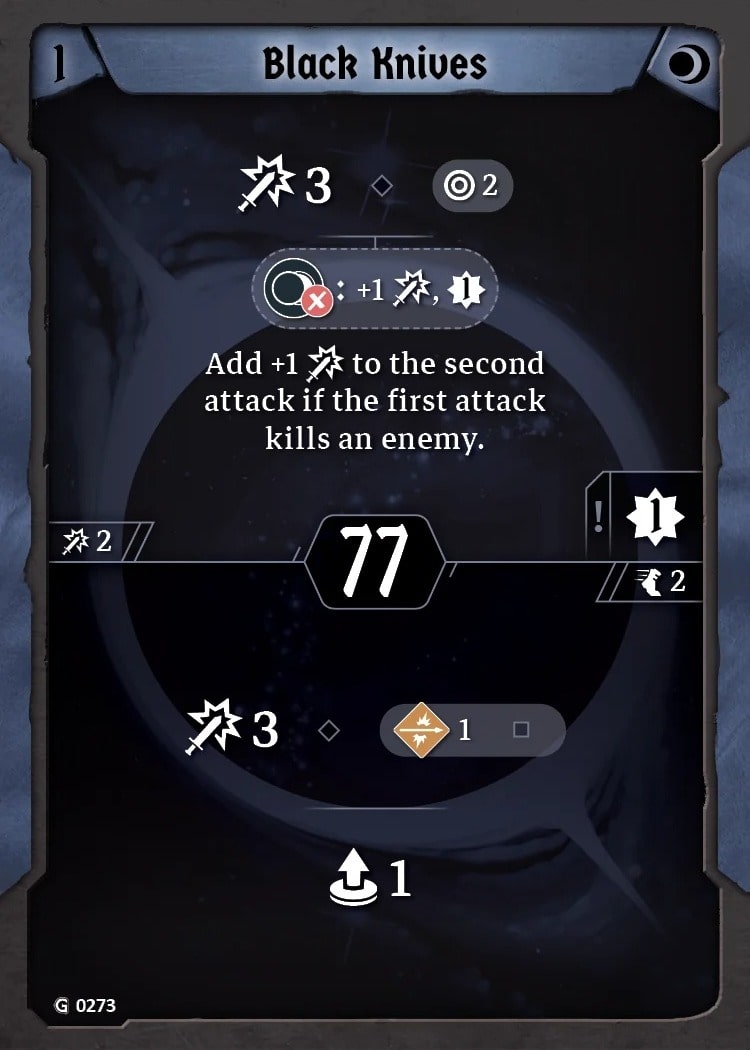 1
Black Knives
3
2
: +1 , 1
Add +1 to the second
attack if the first attack
kills an enemy.
! 1
2
77
2
3
1
1
G 0273